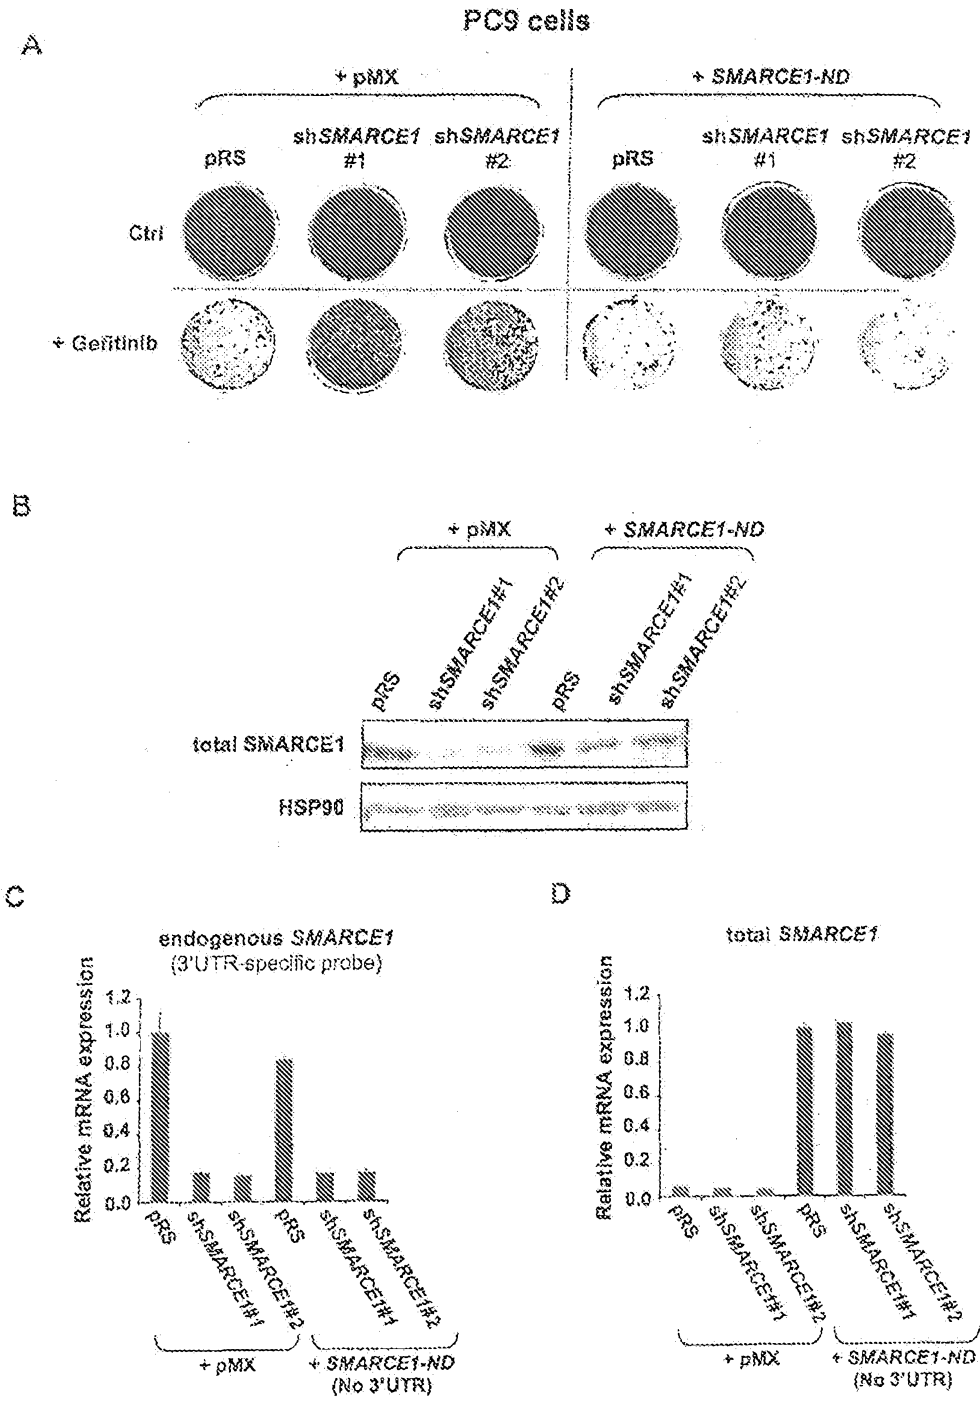 PC9 cells
A
+ pMX
+ SMARCE1-ND
pRS
shSMARCE1 #1
shSMARCE1 #2
pRS
shSMARCE1 #1
shSMARCE1 #2
Ctrl
+ Gefitinib
B
+ pMX
+ SMARCE1-ND
pRS
shSMARCE1#1
shSMARCE1#2
pRS
shSMARCE1#1
shSMARCE1#2
total SMARCE1
HSP90
C
endogenous SMARCE1
(3'UTR-specific probe)
Relative mRNA expression
1.2
1.0
0.8
0.6
0.4
0.2
0.0
pRS
shSMARCE1#1
shSMARCE1#2
pRS
shSMARCE1#1
shSMARCE1#2
+ pMX
+ SMARCE1-ND
(No 3'UTR)
D
total SMARCE1
Relative mRNA expression
1.2
1.0
0.8
0.6
0.4
0.2
0.0
pRS
shSMARCE1#1
shSMARCE1#2
pRS
shSMARCE1#1
shSMARCE1#2
+ pMX
+ SMARCE1-ND
(No 3'UTR)